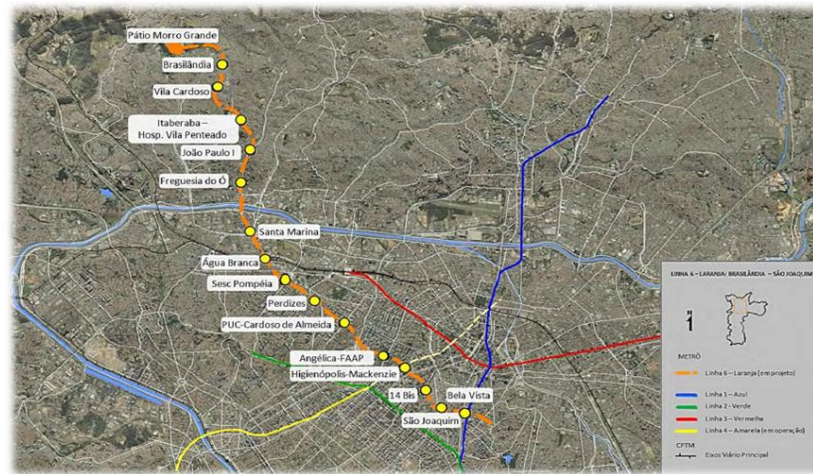 Pátio Morro Grande
Brasilândia
Vila Cardoso
Itaberaba –
Hosp. Vila Penteado
João Paulo I
Freguesia do Ó
Santa Marina
Água Branca
Sesc Pompéia
Perdizes
PUC-Cardoso de Almeida
Angélica-FAAP
Higienópolis-Mackenzie
14 Bis
Bela Vista
São Joaquim
LINHA 6 – LARANJA: BRASILÂNDIA – SÃO JOAQUIM
N
METRÔ
Linha 6 – Laranja (em projeto)
Linha 1 – Azul
Linha 2 - Verde
Linha 3 – Vermelha
Linha 4 – Amarela (em operação)
CPTM
Eixos Viário Principal